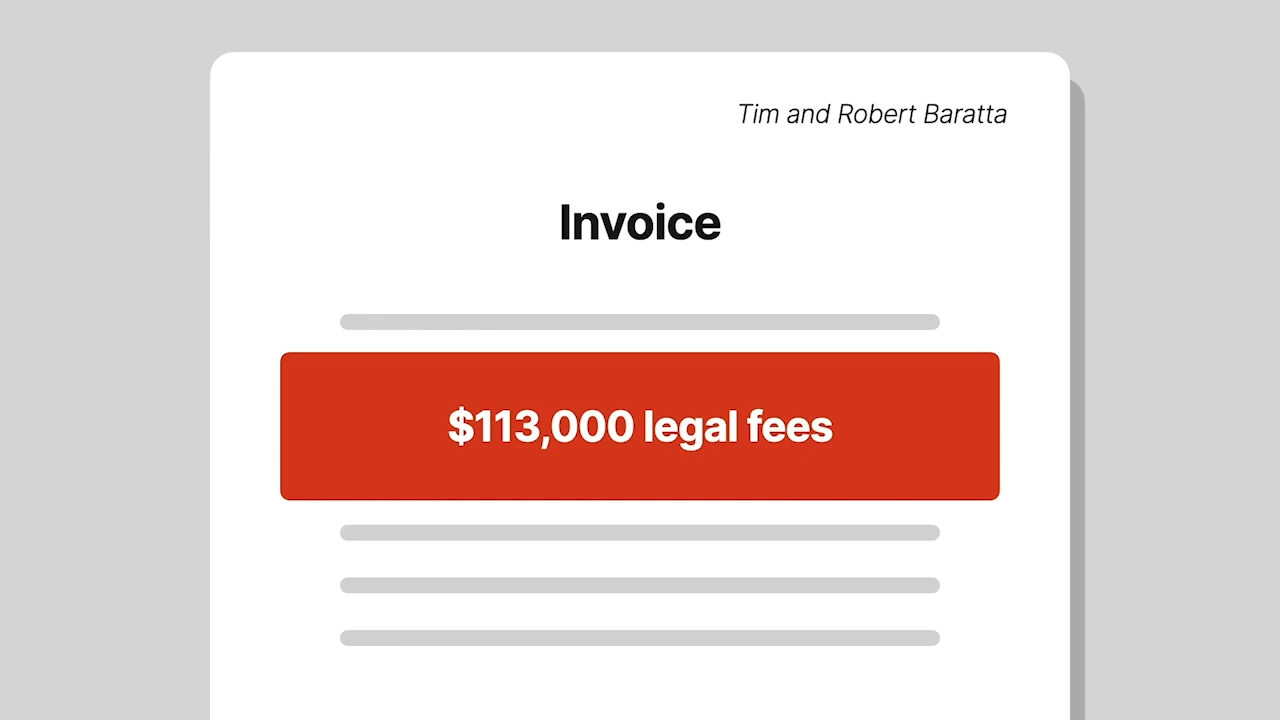 Tim and Robert Baratta
Invoice
$113,000 legal fees